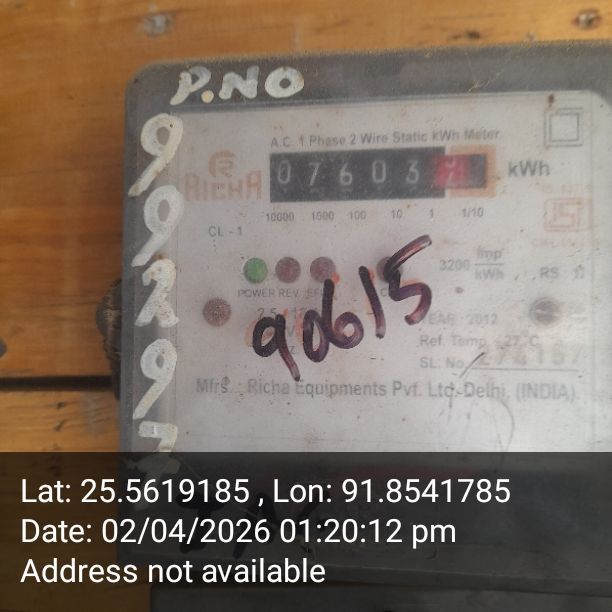 P.NO
9929
A.C. 1 Phase 2 Wire Static kWh Meter
RICHA
07603
kWh
10000 1000 100 10 1 1/10
CL - 1
3200 imp/kWh
POWER REV
RS
90615
YEAR 2012
Ref. Temp. 27°C
SL. No.
Mfrs. Richa Equipments Pvt. Ltd.-Delhi, (INDIA)
Lat: 25.5619185 , Lon: 91.8541785
Date: 02/04/2026 01:20:12 pm
Address not available